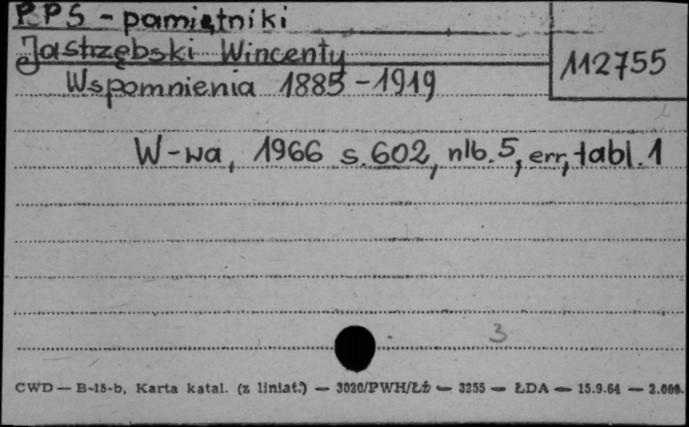 PPS - pamiętniki
Jastrzębski Wincenty
112755
Wspomnienia 1885-1919
W-wa, 1966 s. 602, nlb. 5, err, tabl. 1
3
CWD — B-15-b, Karta katal. (z liniat.) — 3020/PWH/Łż — 3255 — ŁDA — 15.9.64 — 2.000.